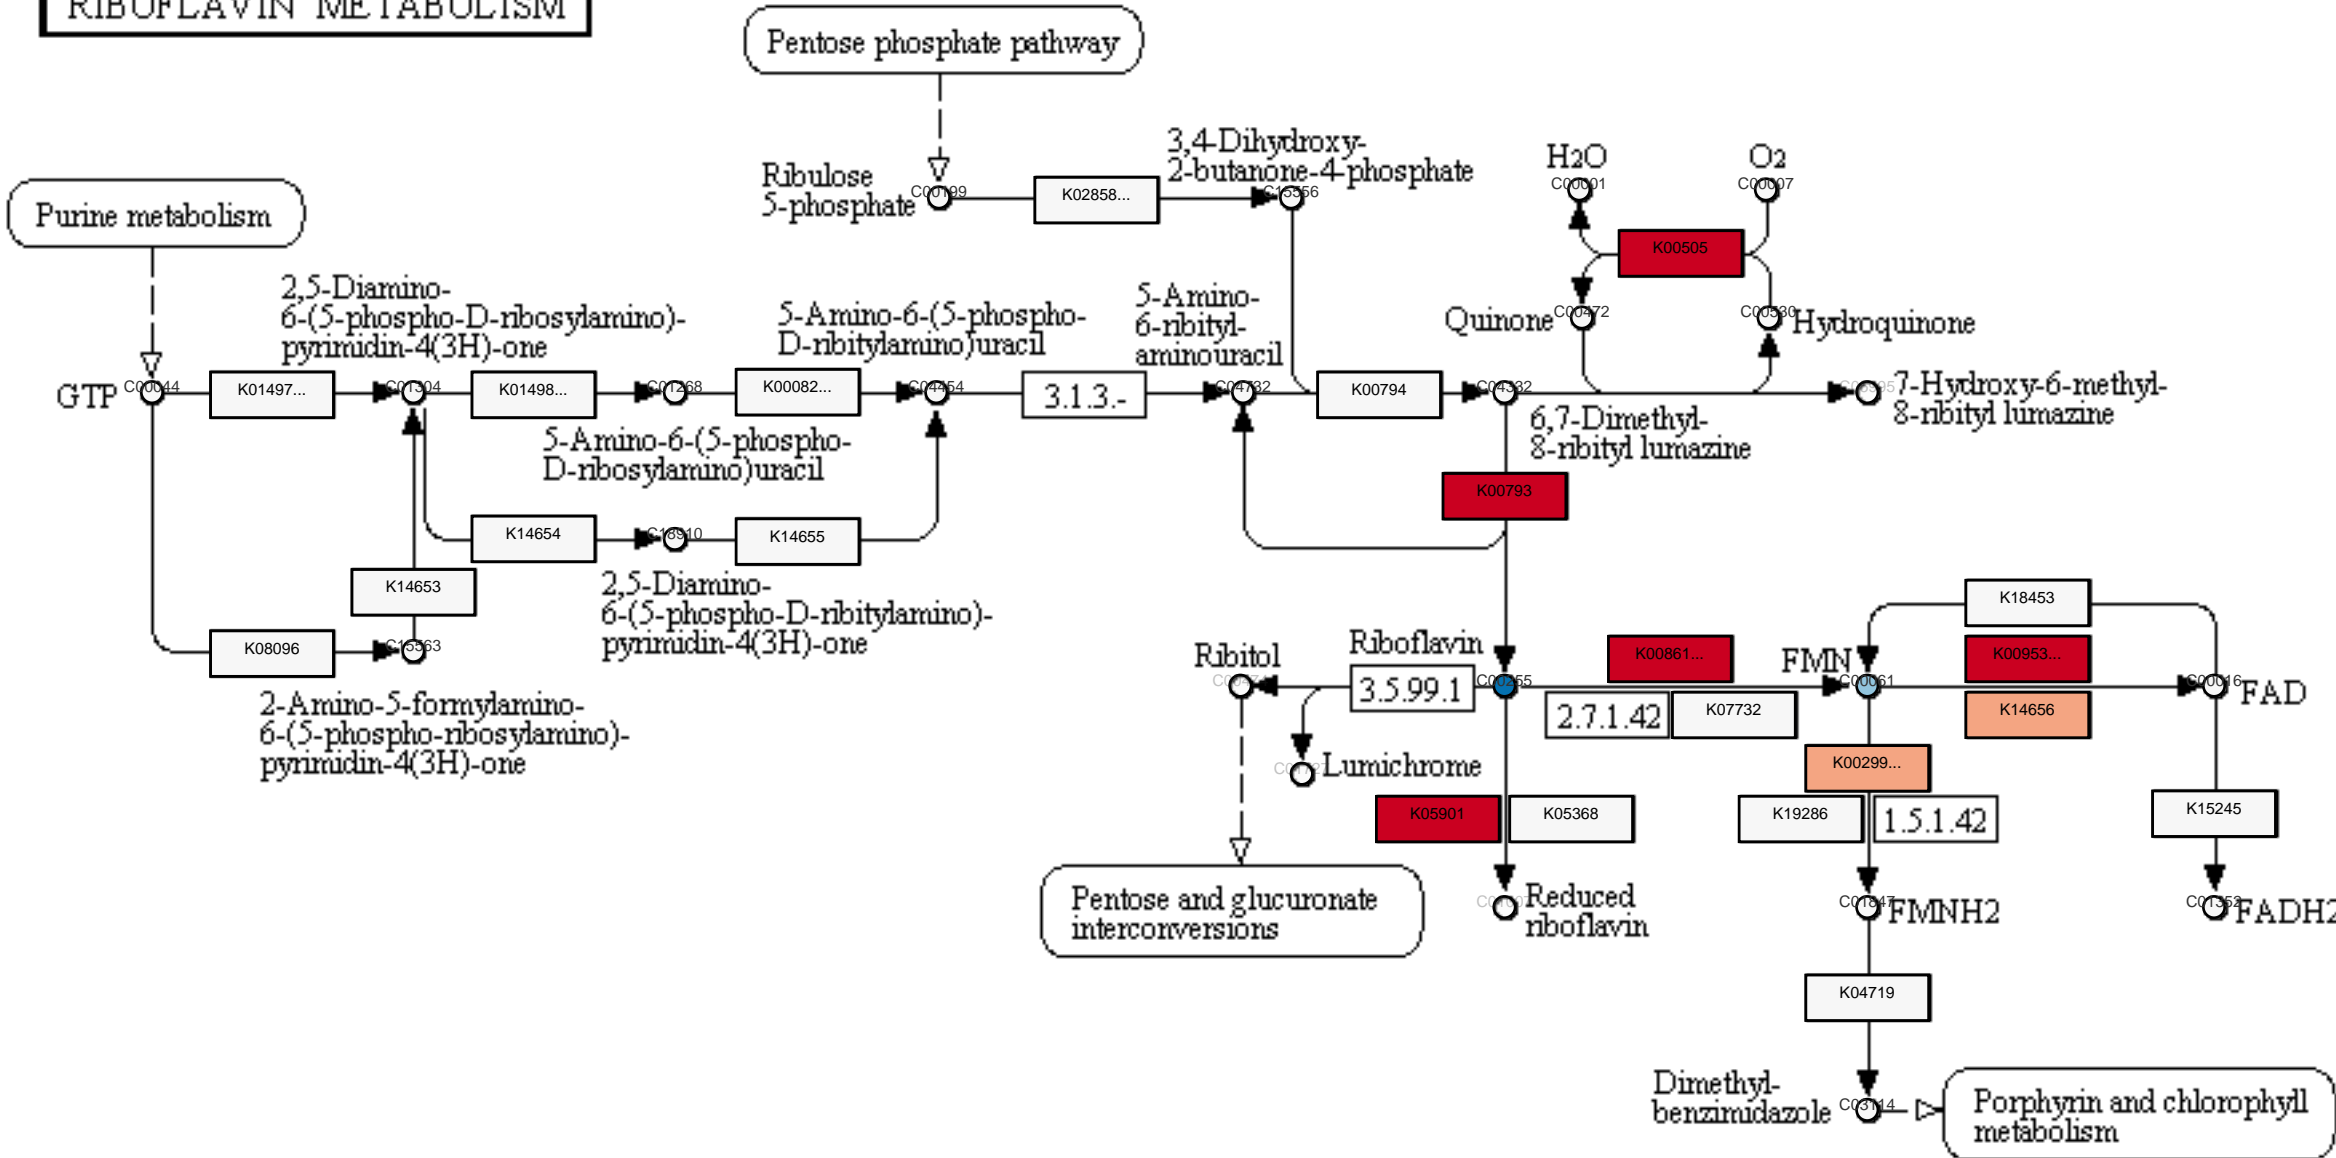 RIBOFLAVIN METABOLISM
Pentose phosphate pathway
Purine metabolism
Ribulose
5-phosphate
C00199
K02858...
3,4-Dihydroxy-
2-butanone-4-phosphate
C15556
H2O
C00001
O2
C00007
K00505
Quinone
C00472
C00530
Hydroquinone
GTP
C00044
K01497...
2,5-Diamino-
6-(5-phospho-D-ribosylamino)-
pyrimidin-4(3H)-one
C01304
K01498...
C01268
5-Amino-6-(5-phospho-
D-ribosylamino)uracil
K00082...
5-Amino-6-(5-phospho-
D-ribitylamino)uracil
C04454
3.1.3.-
5-Amino-
6-ribityl-
aminouracil
C04732
K00794
C04332
6,7-Dimethyl-
8-ribityl lumazine
7-Hydroxy-6-methyl-
8-ribityl lumazine
K00793
K14654
C18910
K14655
2,5-Diamino-
6-(5-phospho-D-ribitylamino)-
pyrimidin-4(3H)-one
K14653
K08096
C15563
2-Amino-5-formylamino-
6-(5-phospho-ribosylamino)-
pyrimidin-4(3H)-one
Ribitol
Riboflavin
3.5.99.1
C00255
K00861...
2.7.1.42
K07732
FMN
C00061
K18453
K00953...
K14656
C00016
FAD
Lumichrome
K00299...
K05901
K05368
K19286
1.5.1.42
K15245
Pentose and glucuronate
interconversions
Reduced
riboflavin
C01847
FMNH2
C01352
FADH2
K04719
Dimethyl-
benzimidazole
C03114
Porphyrin and chlorophyll
metabolism